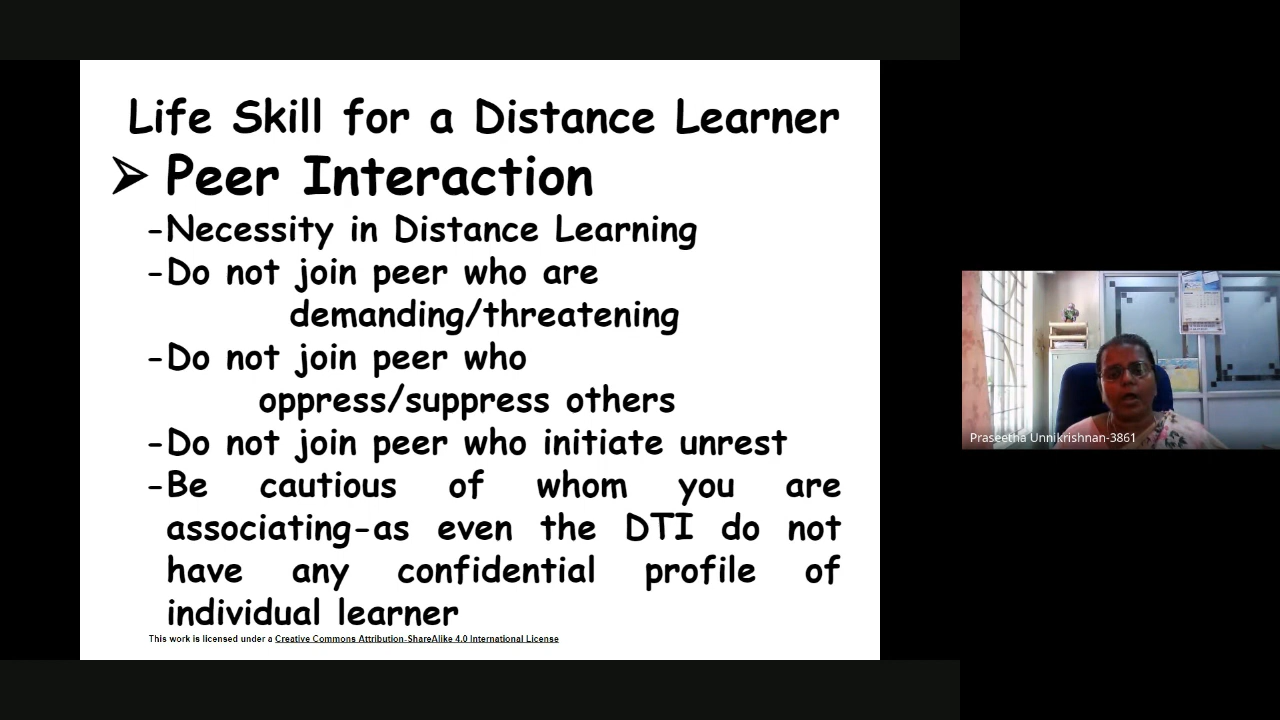 Life Skill for a Distance Learner
➢ Peer Interaction
-Necessity in Distance Learning
-Do not join peer who are
demanding/threatening
-Do not join peer who
oppress/suppress others
-Do not join peer who initiate unrest
-Be cautious of whom you are
associating-as even the DTI do not
have any confidential profile of
individual learner
This work is licensed under a Creative Commons Attribution-ShareAlike 4.0 International License
Praseetha Unnikrishnan-3861